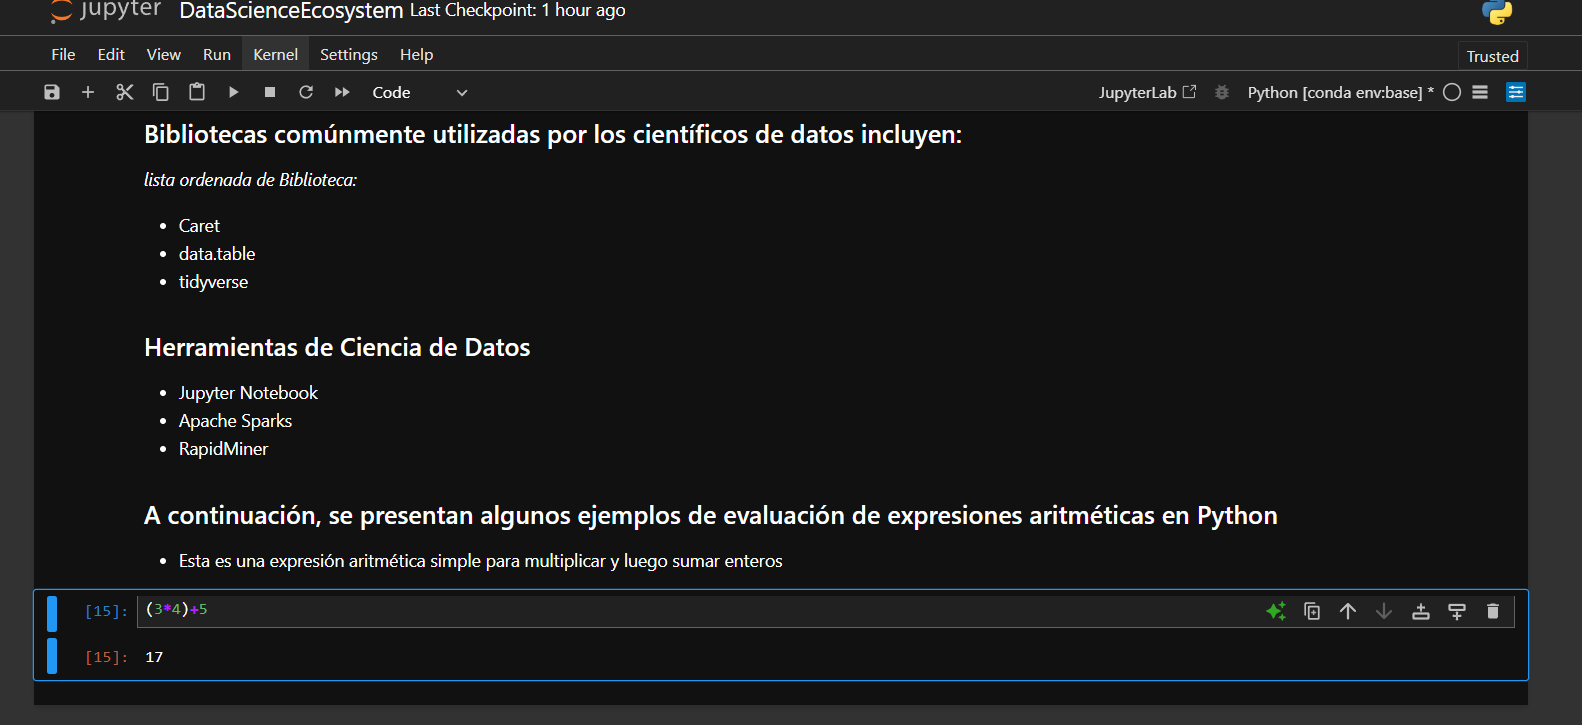 jupyter DataScienceEcosystem Last Checkpoint: 1 hour ago
File Edit View Run Kernel Settings Help Trusted
Code JupyterLab Python [conda env:base] *
Bibliotecas comúnmente utilizadas por los científicos de datos incluyen:
lista ordenada de Biblioteca:
• Caret
• data.table
• tidyverse
Herramientas de Ciencia de Datos
• Jupyter Notebook
• Apache Sparks
• RapidMiner
A continuación, se presentan algunos ejemplos de evaluación de expresiones aritméticas en Python
• Esta es una expresión aritmética simple para multiplicar y luego sumar enteros
[15]: (3*4)+5
[15]: 17